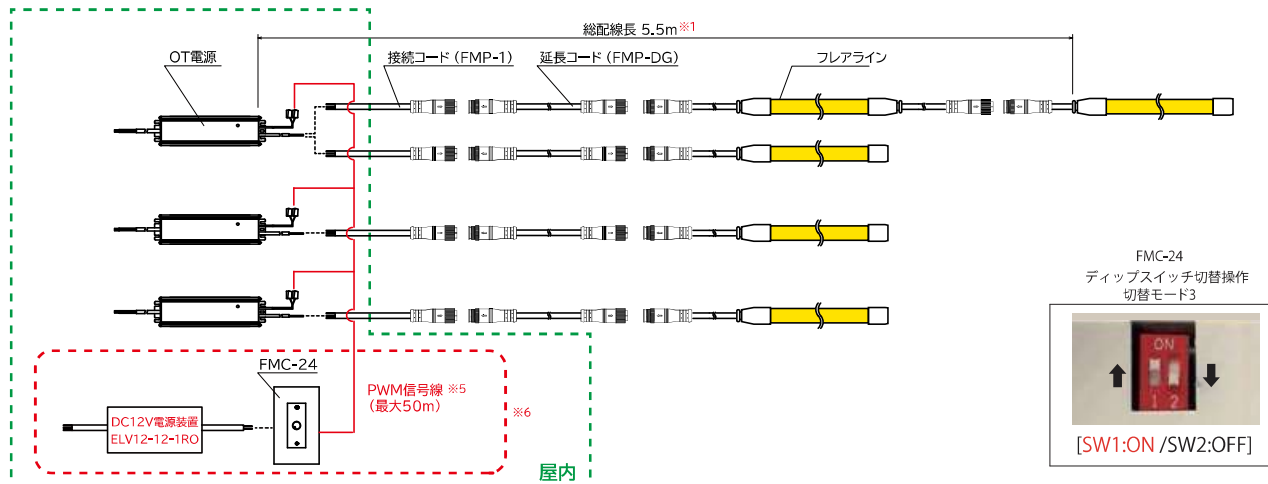 総配線長 5.5m※1
OT電源
接続コード(FMP-1)
延長コード(FMP-DG)
フレアライン
FMC-24
ディップスイッチ切替操作
切替モード3
ON
1 2
[SW1:ON /SW2:OFF]
FMC-24
PWM信号線 ※5
(最大50m)
※6
DC12V電源装置
ELV12-12-1RO
屋内